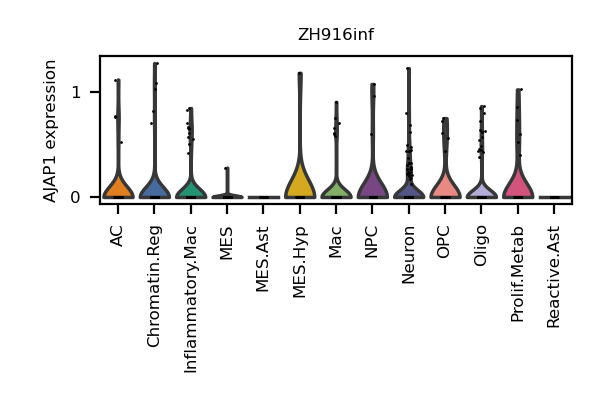 ZH916inf
AJAP1 expression
1
0
AC
Chromatin.Reg
Inflammatory.Mac
MES
MES.Ast
MES.Hyp
Mac
NPC
Neuron
OPC
Oligo
Prolif.Metab
Reactive.Ast